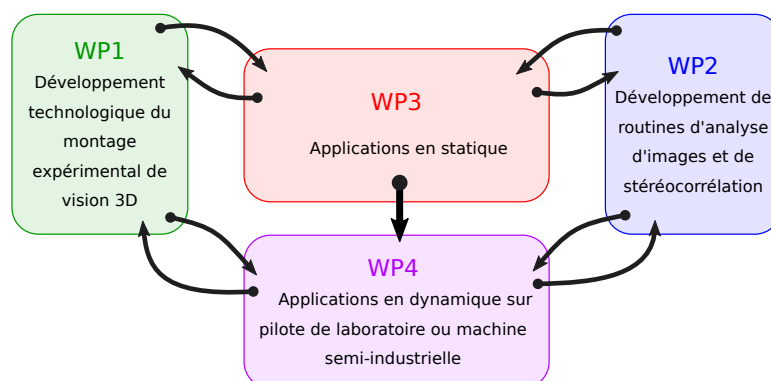 WP1
Développement
technologique du
montage
expérimental de
vision 3D
WP3
Applications en statique
WP2
Développement de
routines d'analyse
d'images et de
stéréocorrélation
WP4
Applications en dynamique sur
pilote de laboratoire ou machine
semi-industrielle